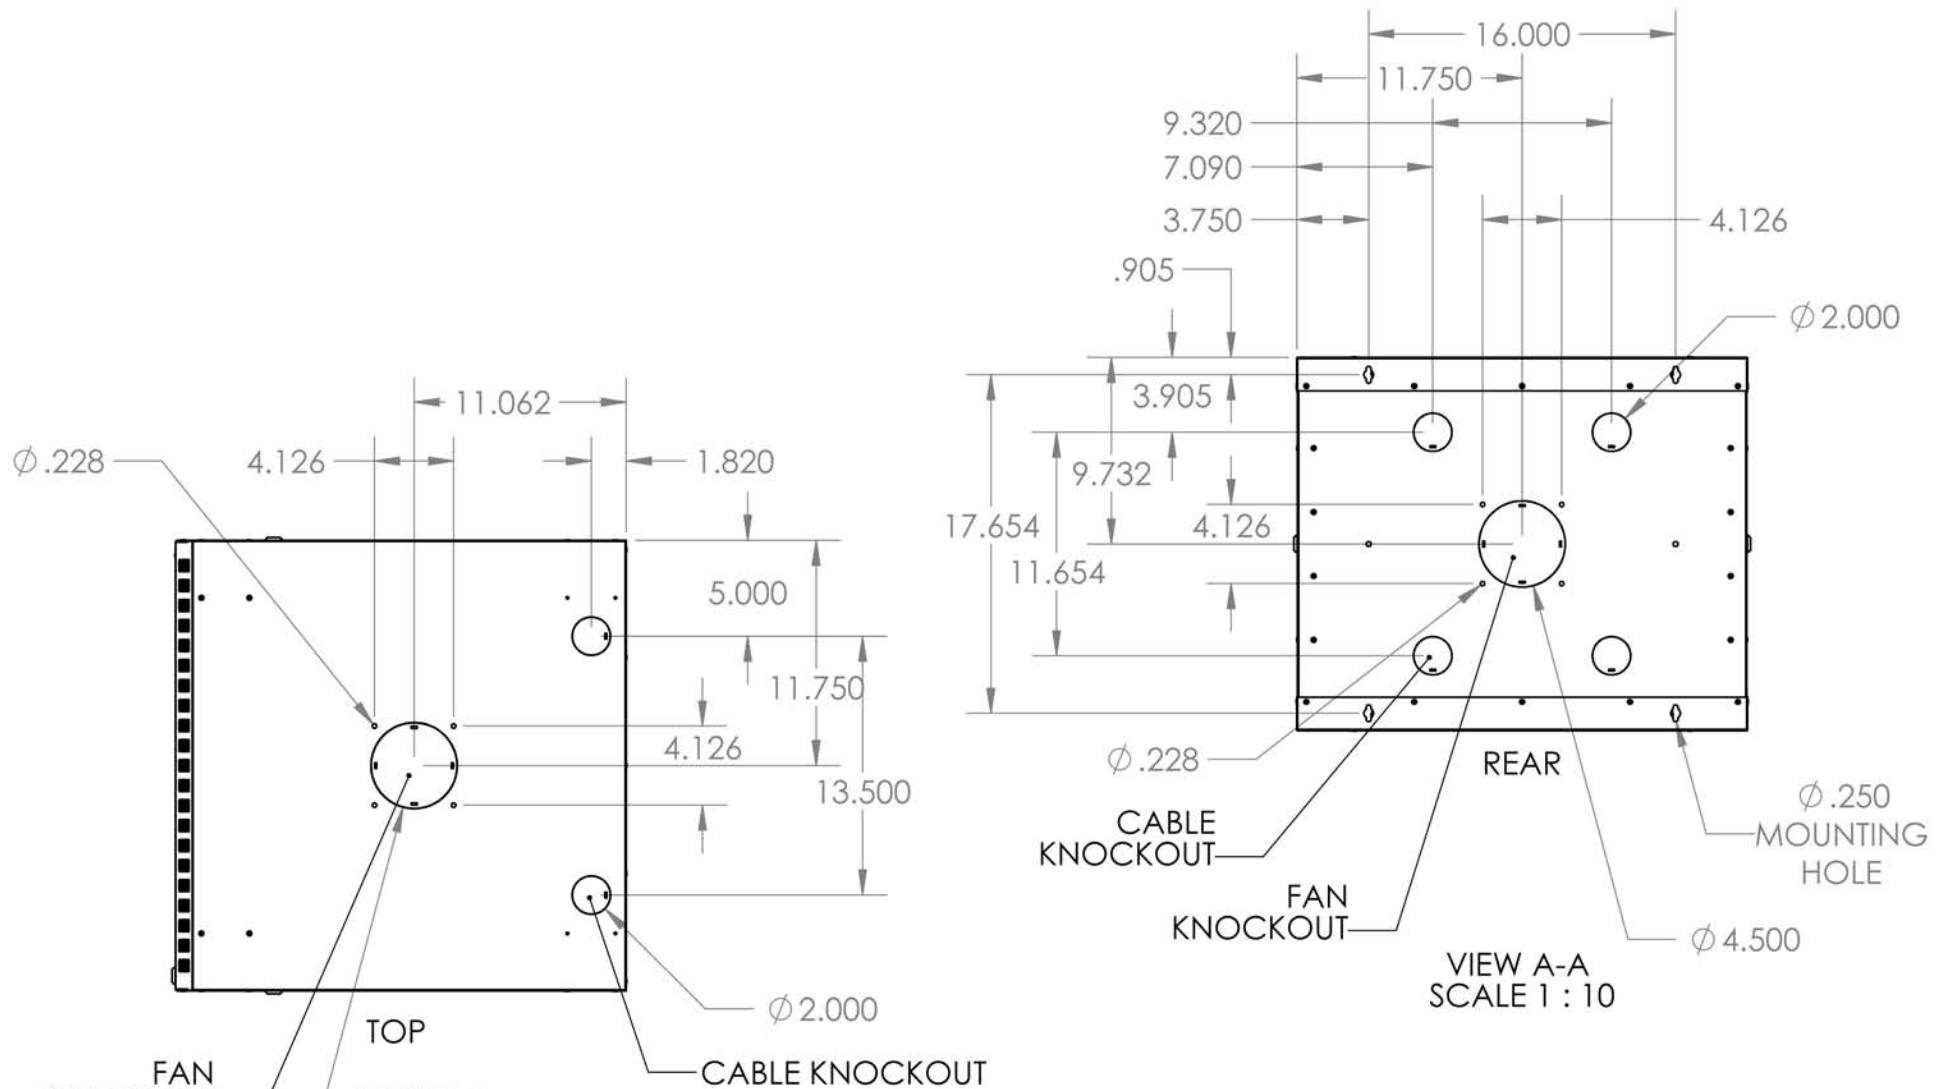 16.000
11.750
9.320
7.090
3.750
4.126
.905
∅2.000
3.905
9.732
17.654
4.126
11.654
∅.228
REAR
CABLE
KNOCKOUT
FAN
KNOCKOUT
∅.250
MOUNTING
HOLE
∅4.500
VIEW A-A
SCALE 1 : 10
11.062
∅.228
4.126
1.820
5.000
11.750
4.126
13.500
∅2.000
TOP
FAN
CABLE KNOCKOUT